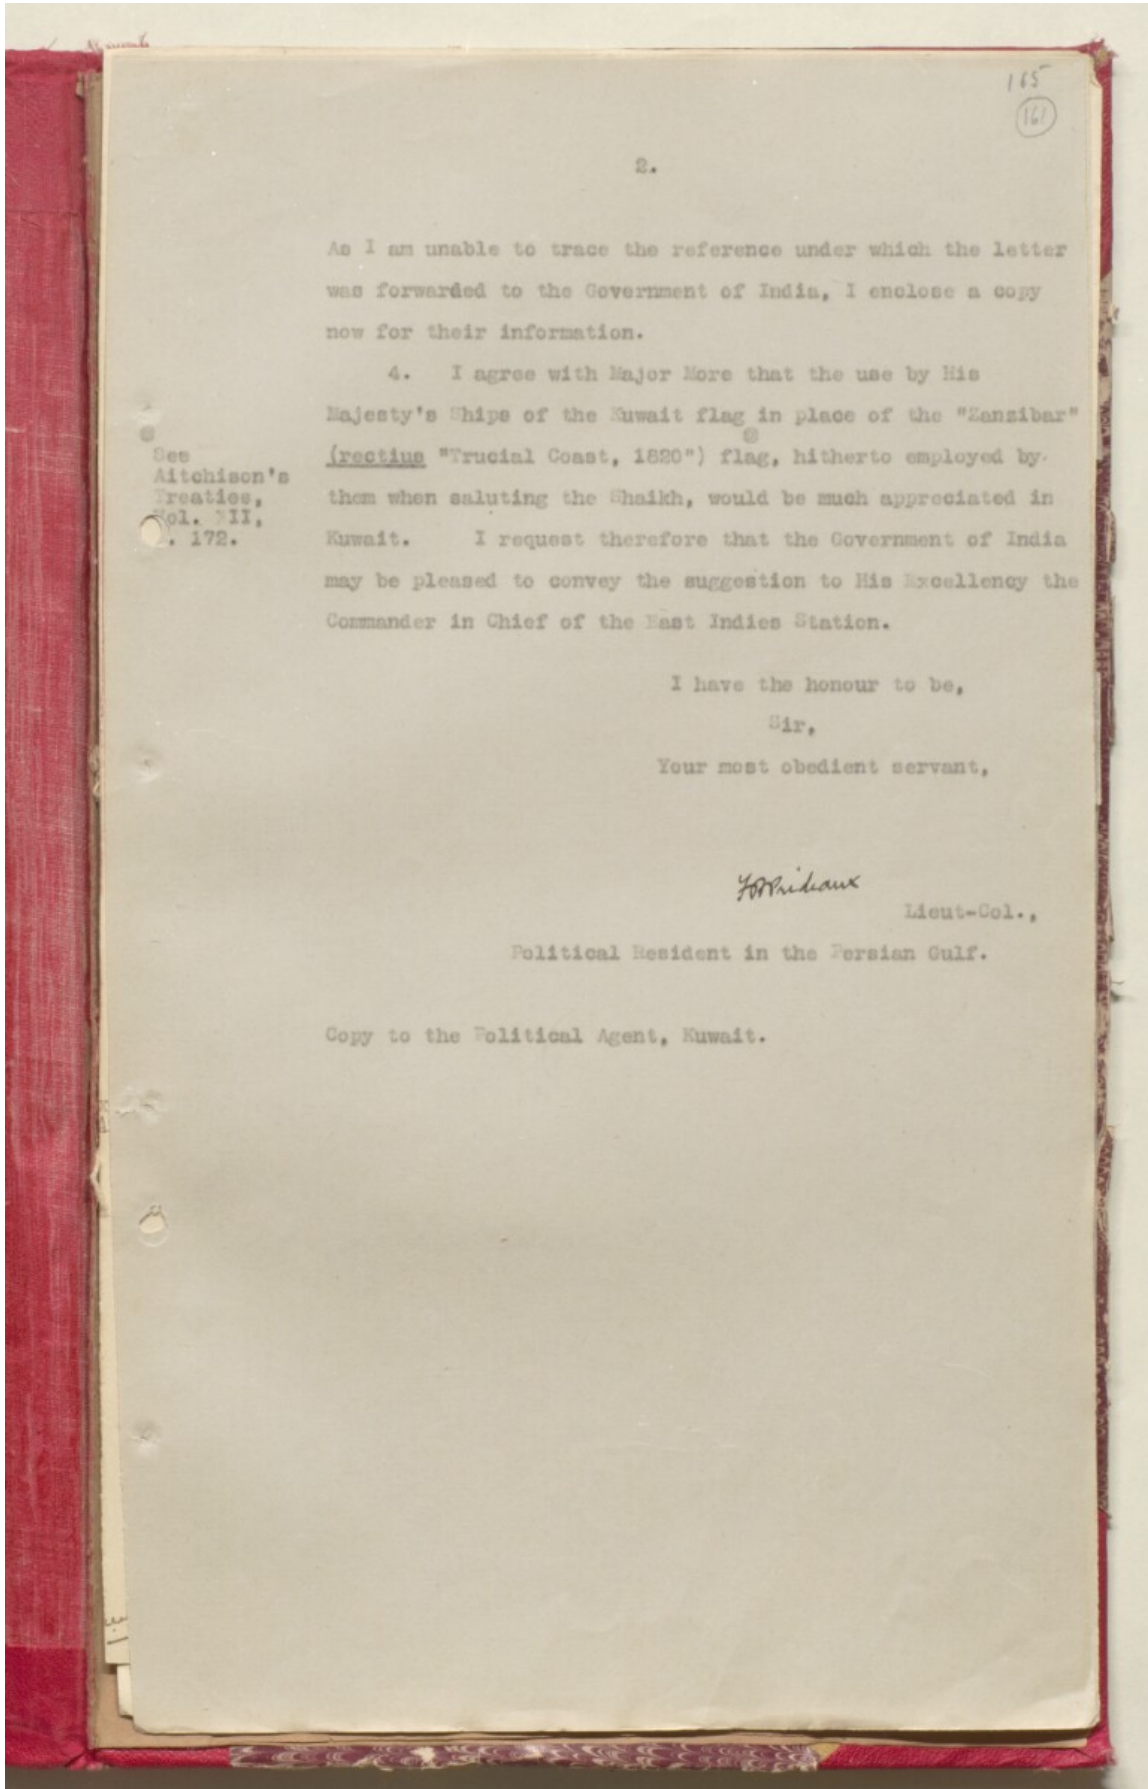 165
161
2.
As I am unable to trace the reference under which the letter
was forwarded to the Government of India, I enclose a copy
now for their information.
4. I agree with Major More that the use by His
Majesty's Ships of the Kuwait flag in place of the "Zanzibar"
@
(rectius "Trucial Coast, 1820") flag, hitherto employed by
them when saluting the Shaikh, would be much appreciated in
Kuwait. I request therefore that the Government of India
may be pleased to convey the suggestion to His Excellency the
Commander in Chief of the East Indies Station.
@
See
Aitchison's
Treaties,
Vol. XII,
. 172.
I have the honour to be,
Sir,
Your most obedient servant,
FBPrideaux
Lieut-Col.,
Political Resident in the Persian Gulf.
Copy to the Political Agent, Kuwait.